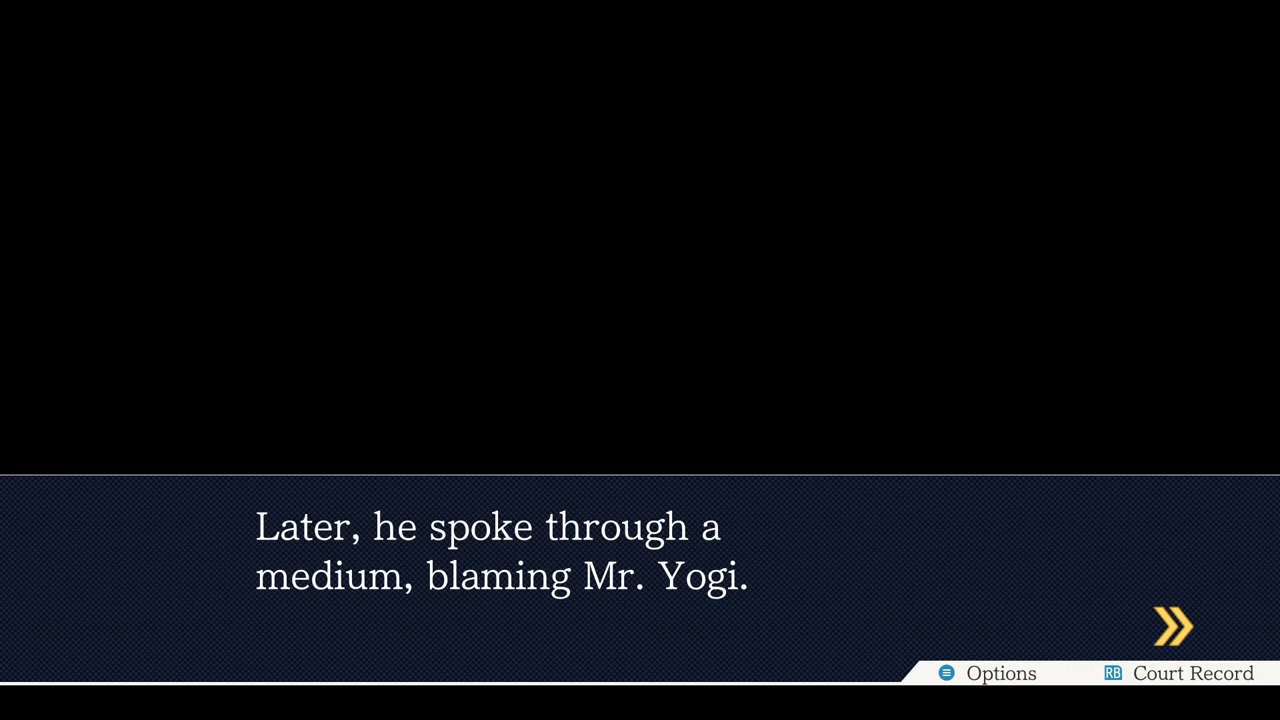 Later, he spoke through a
medium, blaming Mr. Yogi.
Options
RB Court Record